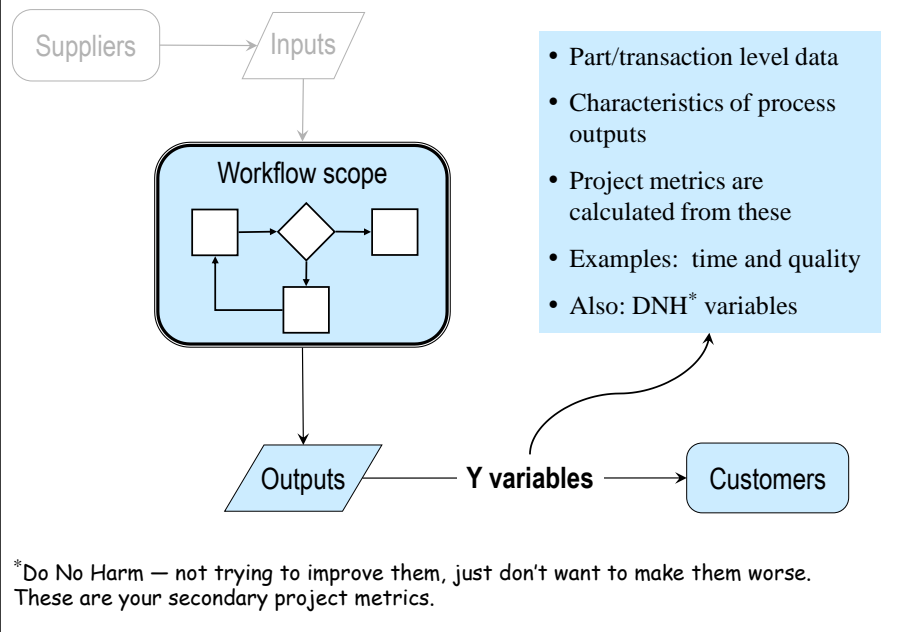 Suppliers
Inputs
Workflow scope
• Part/transaction level data
• Characteristics of process
outputs
• Project metrics are
calculated from these
• Examples:  time and quality
• Also: DNH* variables
Outputs
Y variables
Customers
*Do No Harm — not trying to improve them, just don't want to make them worse.
These are your secondary project metrics.